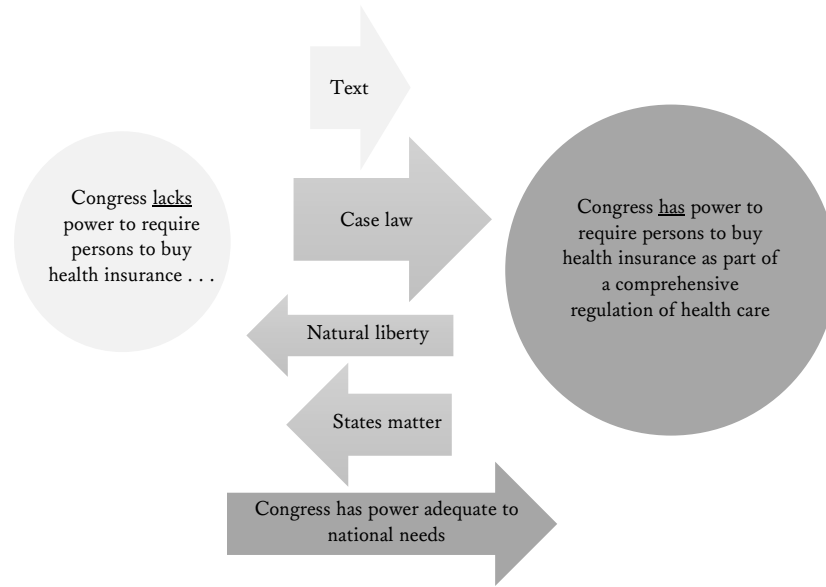 Text
Congress lacks
power to require
persons to buy
health insurance . . .
Case law
Congress has power to
require persons to buy
health insurance as part of
a comprehensive
regulation of health care
Natural liberty
States matter
Congress has power adequate to
national needs